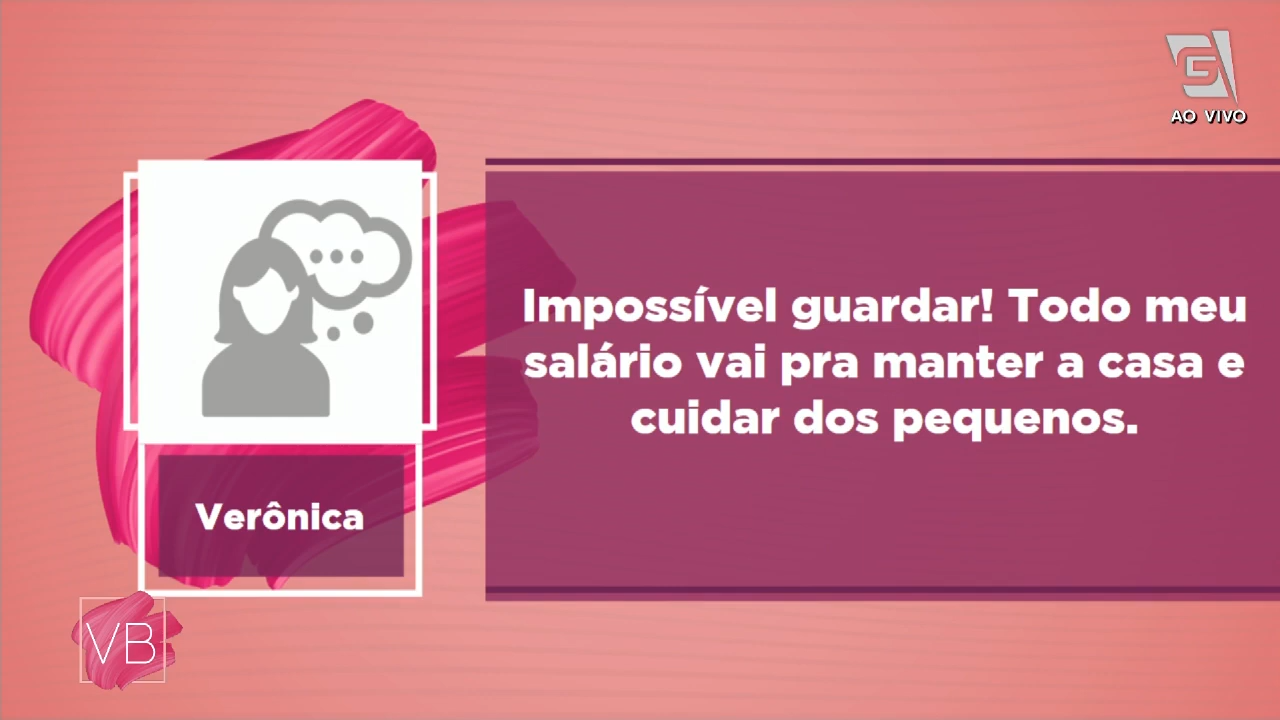 AO VIVO
Impossível guardar! Todo meu
salário vai pra manter a casa e
cuidar dos pequenos.
Verônica
VB